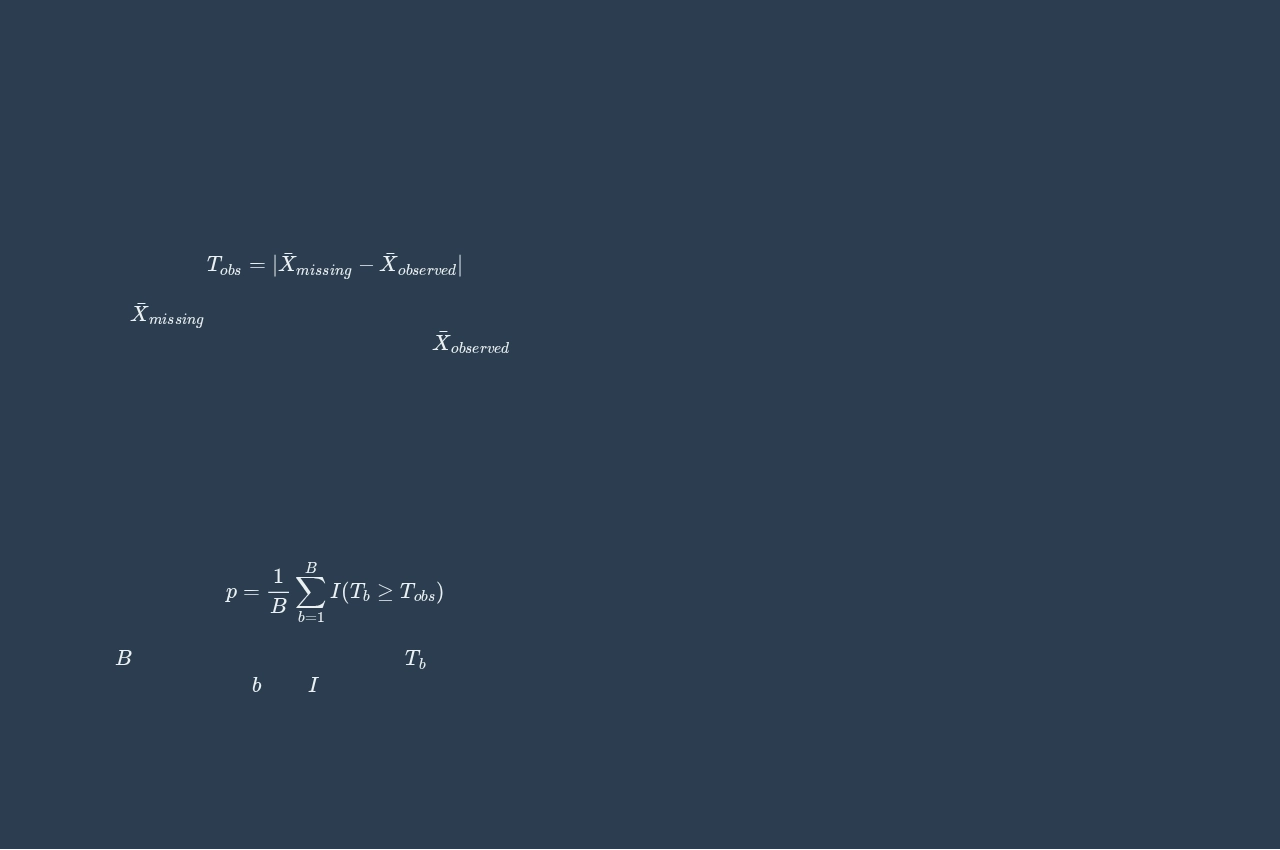 $T_{obs} = |\bar{X}_{missing} - \bar{X}_{observed}|$
$\bar{X}_{missing}$
$\bar{X}_{observed}$
$p = \frac{1}{B} \sum_{b=1}^{B} I(T_b \geq T_{obs})$
$B$ $T_b$
$b$ $I$